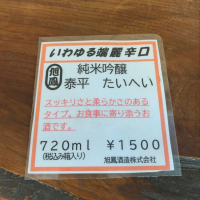 いわゆる端麗辛口
旭鳳
純米吟醸
泰平 たいへい
スッキリさと柔らかさのある
タイプ。お食事に寄り添うお
酒です。
720ml ¥1500
(税込み箱入り)
旭鳳酒造株式会社